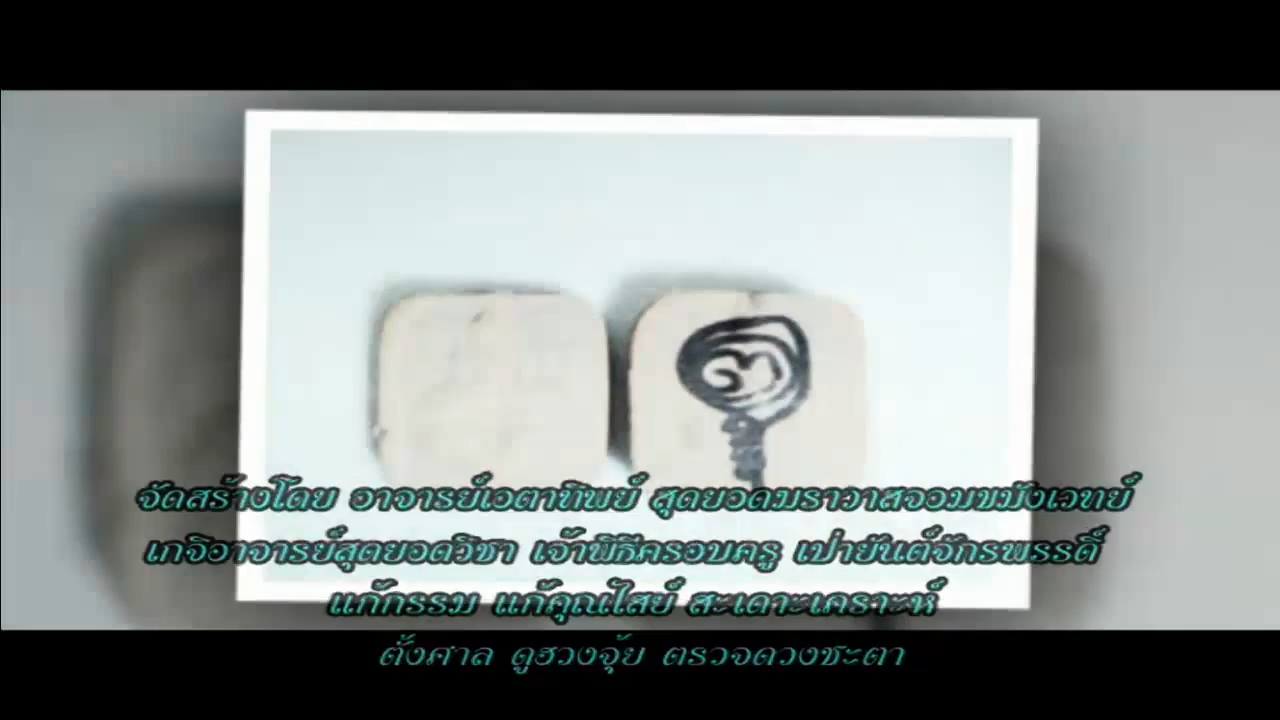 จัดสร้างโดย อาจารย์เอตาทิพย์ สุดยอดมราวาสจอมขมังเวทย์
เกจิอาจารย์สุดยอดวิชา เจ้าพิธีครอบครู เป่ายันต์จักรพรรดิ์
แก้กรรม แก้คุณไสย์ สะเดาะเคราะห์
ตั้งศาล ดูฮวงจุ้ย ตรวจดวงชะตา